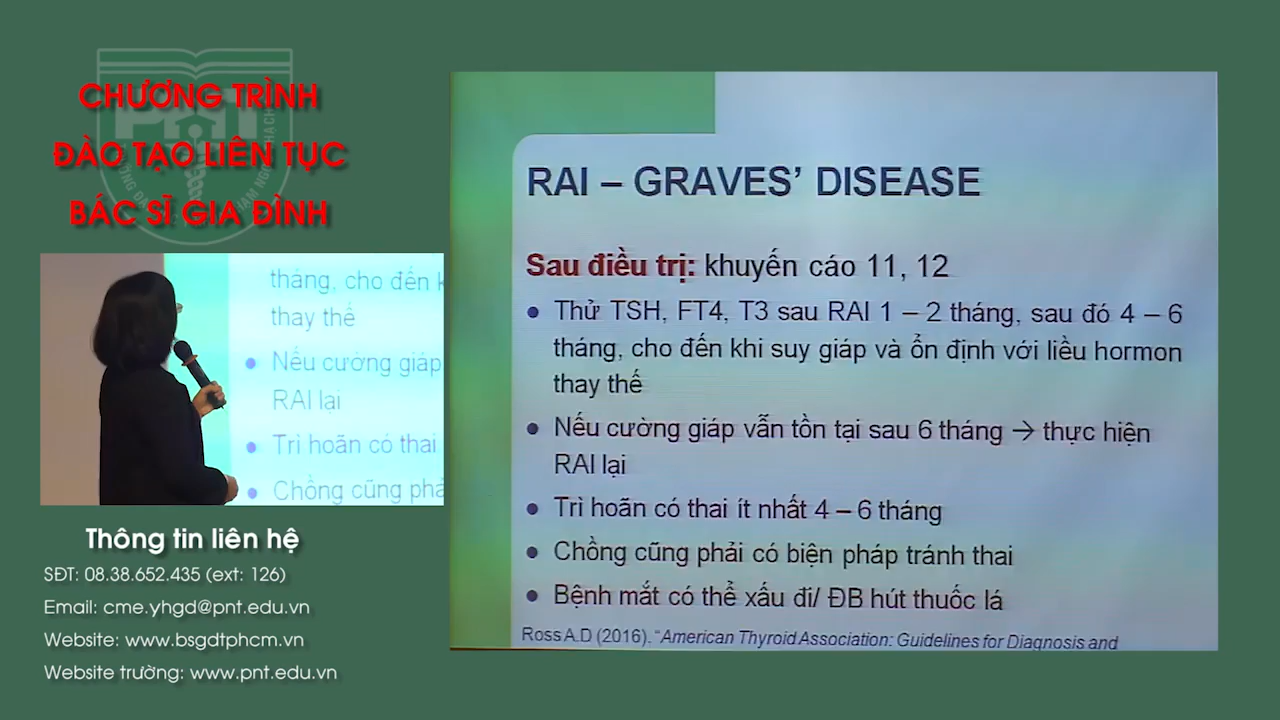 CHƯƠNG TRÌNH
ĐÀO TẠO LIÊN TỤC
BÁC SĨ GIA ĐÌNH
PNT
tháng, cho đến k
thay thế
Nếu cường giáp
RAI lại
Trì hoãn có thai
Chồng cũng phả
Thông tin liên hệ
SĐT: 08.38.652.435 (ext: 126)
Email: cme.yhgd@pnt.edu.vn
Website: www.bsgdtphcm.vn
Website trường: www.pnt.edu.vn
RAI – GRAVES’ DISEASE
Sau điều trị: khuyến cáo 11, 12
• Thử TSH, FT4, T3 sau RAI 1 – 2 tháng, sau đó 4 – 6
tháng, cho đến khi suy giáp và ổn định với liều hormon
thay thế
• Nếu cường giáp vẫn tồn tại sau 6 tháng → thực hiện
RAI lại
• Trì hoãn có thai ít nhất 4 – 6 tháng
• Chồng cũng phải có biện pháp tránh thai
• Bệnh mắt có thể xấu đi/ ĐB hút thuốc lá
Ross A.D (2016). “American Thyroid Association: Guidelines for Diagnosis and